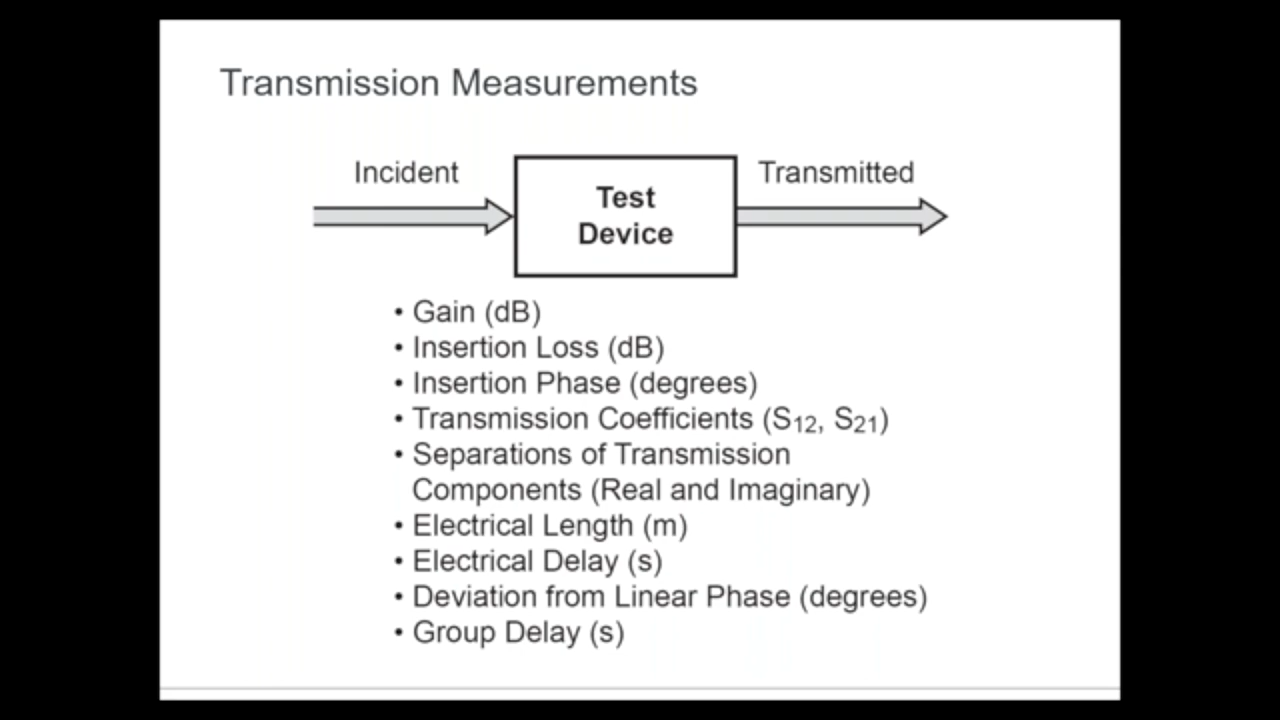 Transmission Measurements
Incident
Test
Device
Transmitted
• Gain (dB)
• Insertion Loss (dB)
• Insertion Phase (degrees)
• Transmission Coefficients (S₁₂, S₂₁)
• Separations of Transmission
Components (Real and Imaginary)
• Electrical Length (m)
• Electrical Delay (s)
• Deviation from Linear Phase (degrees)
• Group Delay (s)